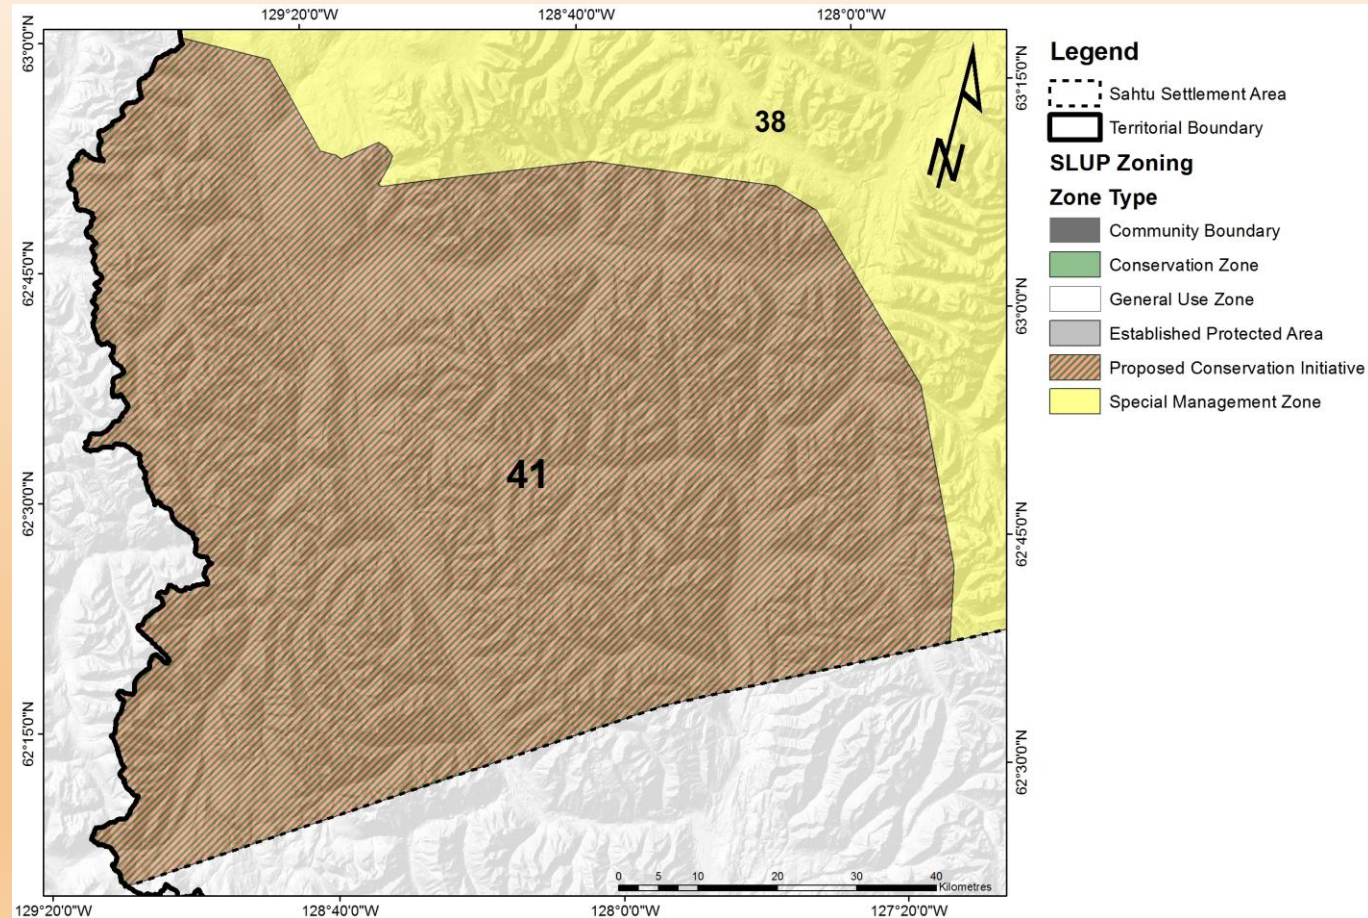 129°20'0"W 128°40'0"W 128°0'0"W
63°0'0"N
62°45'0"N
62°30'0"N
62°15'0"N
38
41
63°15'0"N
63°0'0"N
62°45'0"N
62°30'0"N
N
0 5 10 20 30 40
Kilometres
129°20'0"W 128°40'0"W 128°0'0"W 127°20'0"W
Legend
Sahtu Settlement Area
Territorial Boundary
SLUP Zoning
Zone Type
Community Boundary
Conservation Zone
General Use Zone
Established Protected Area
Proposed Conservation Initiative
Special Management Zone